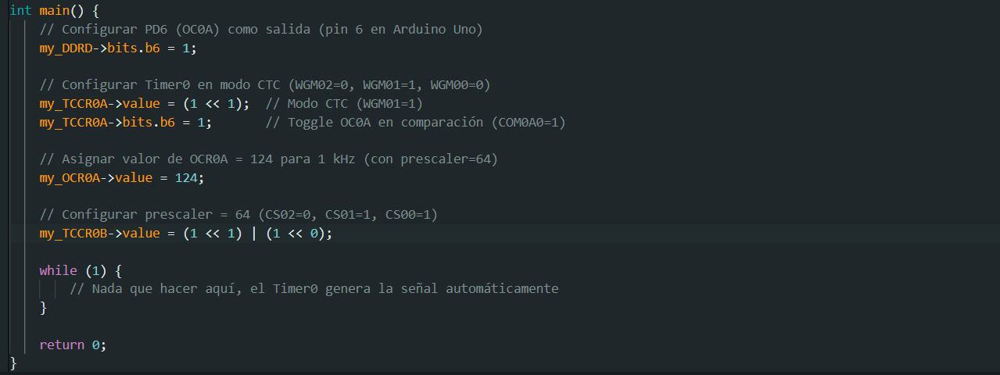 int main() {
    // Configurar PD6 (OC0A) como salida (pin 6 en Arduino Uno)
    my_DDRD->bits.b6 = 1;

    // Configurar Timer0 en modo CTC (WGM02=0, WGM01=1, WGM00=0)
    my_TCCR0A->value = (1 << 1);  // Modo CTC (WGM01=1)
    my_TCCR0A->bits.b6 = 1;       // Toggle OC0A en comparación (COM0A0=1)

    // Asignar valor de OCR0A = 124 para 1 kHz (con prescaler=64)
    my_OCR0A->value = 124;

    // Configurar prescaler = 64 (CS02=0, CS01=1, CS00=1)
    my_TCCR0B->value = (1 << 1) | (1 << 0);

    while (1) {
        // Nada que hacer aquí, el Timer0 genera la señal automáticamente
    }

    return 0;
}